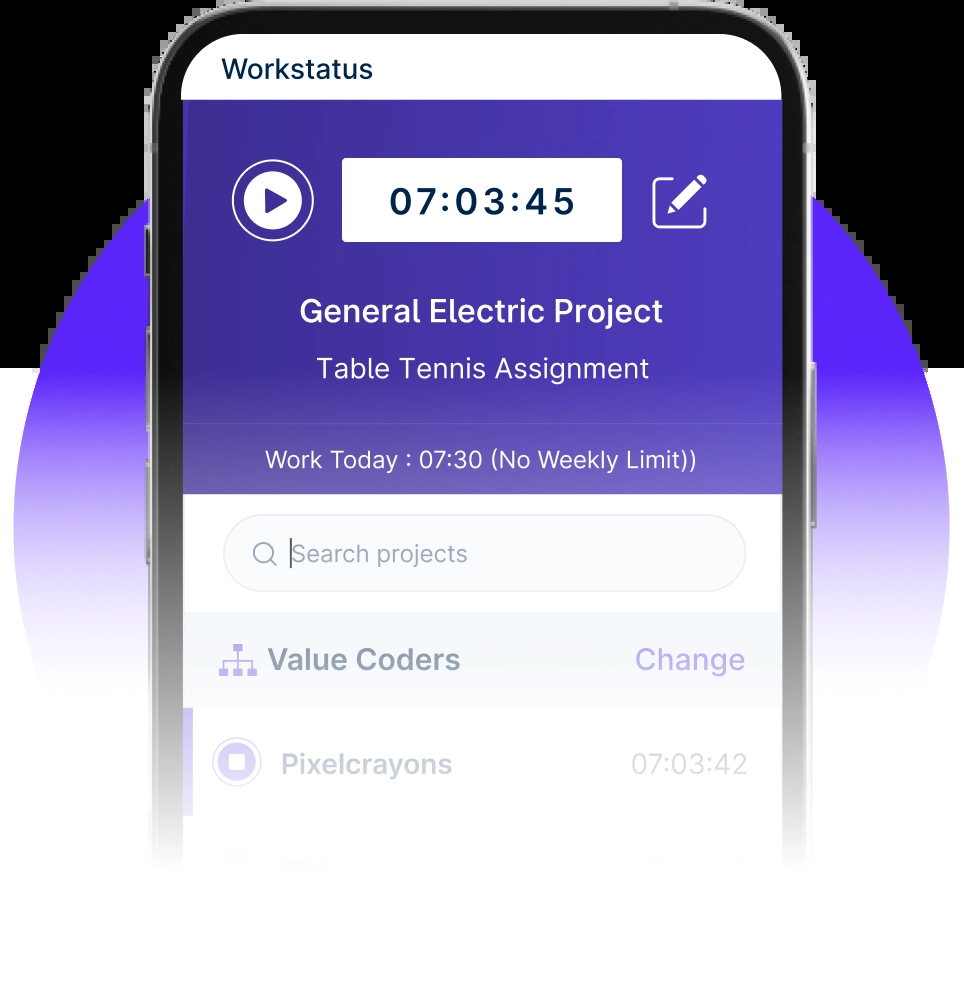 Workstatus
07:03:45
General Electric Project
Table Tennis Assignment
Work Today : 07:30 (No Weekly Limit))
Search projects
Value Coders Change
Pixelcrayons 07:03:42